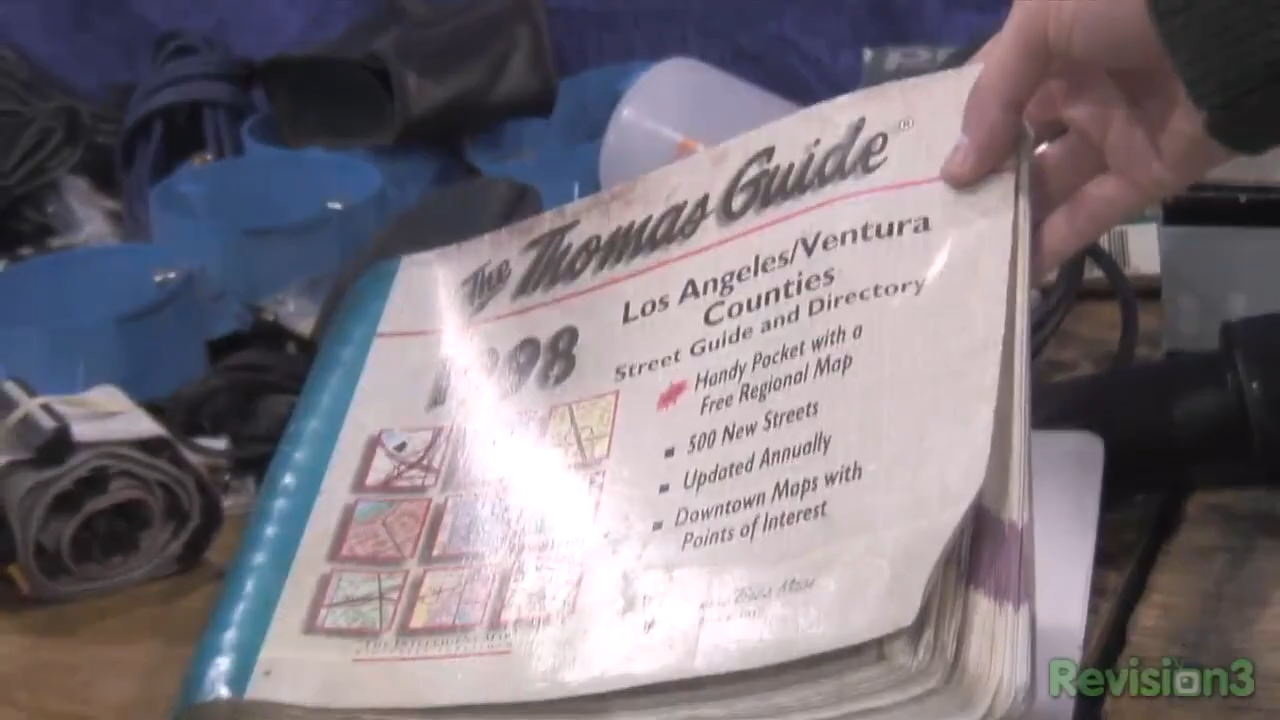 The Thomas Guide®
Los Angeles/Ventura
Counties
Street Guide and Directory
1998
Handy Pocket with a
Free Regional Map
500 New Streets
Updated Annually
Downtown Maps with
Points of Interest
Revision3